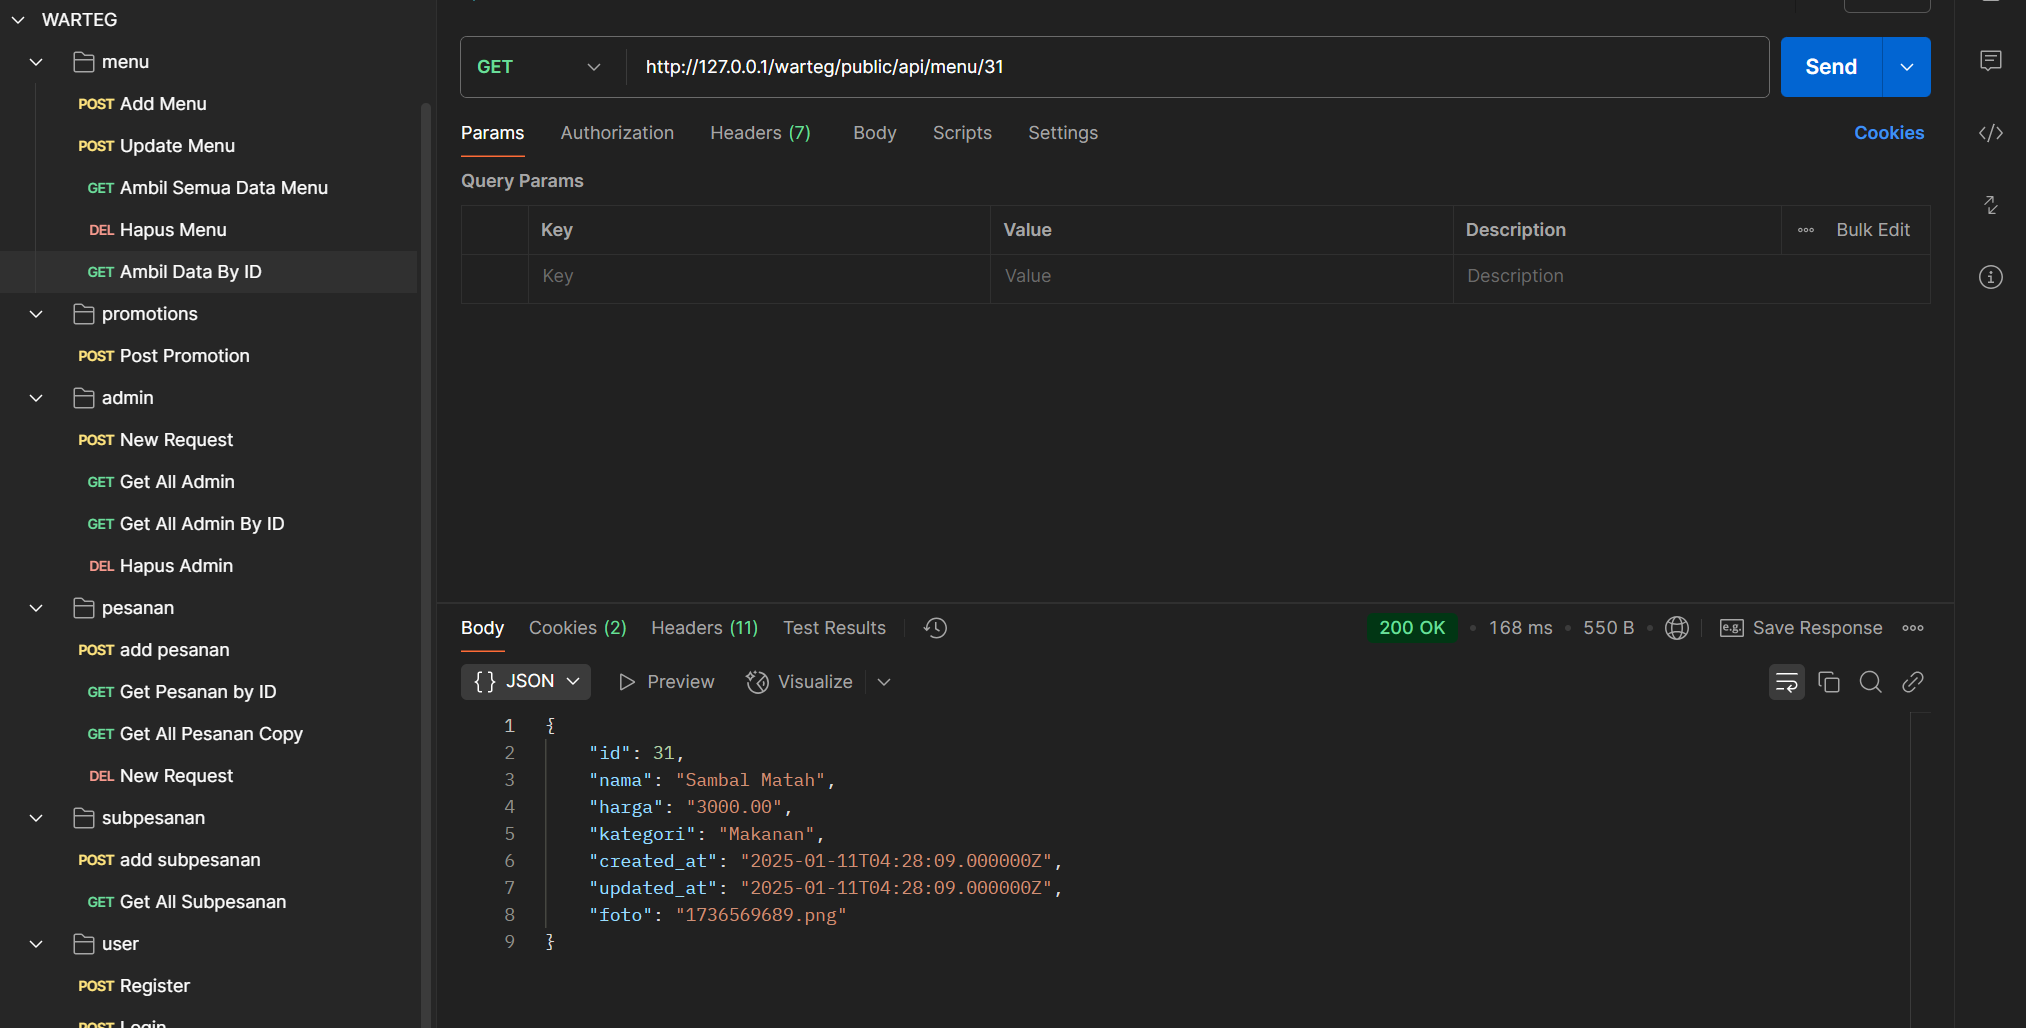 WARTEG
menu
POST Add Menu
POST Update Menu
GET Ambil Semua Data Menu
DEL Hapus Menu
GET Ambil Data By ID
promotions
POST Post Promotion
admin
POST New Request
GET Get All Admin
GET Get All Admin By ID
DEL Hapus Admin
pesanan
POST add pesanan
GET Get Pesanan by ID
GET Get All Pesanan Copy
DEL New Request
subpesanan
POST add subpesanan
GET Get All Subpesanan
user
POST Register
POST Login
GET http://127.0.0.1/warteg/public/api/menu/31 Send
Params Authorization Headers (7) Body Scripts Settings Cookies
Query Params
Key Value Description Bulk Edit
Key Value Description
Body Cookies (2) Headers (11) Test Results 200 OK • 168 ms • 550 B • e.g. Save Response
{} JSON Preview Visualize
1 {
2 "id": 31,
3 "nama": "Sambal Matah",
4 "harga": "3000.00",
5 "kategori": "Makanan",
6 "created_at": "2025-01-11T04:28:09.000000Z",
7 "updated_at": "2025-01-11T04:28:09.000000Z",
8 "foto": "1736569689.png"
9 }